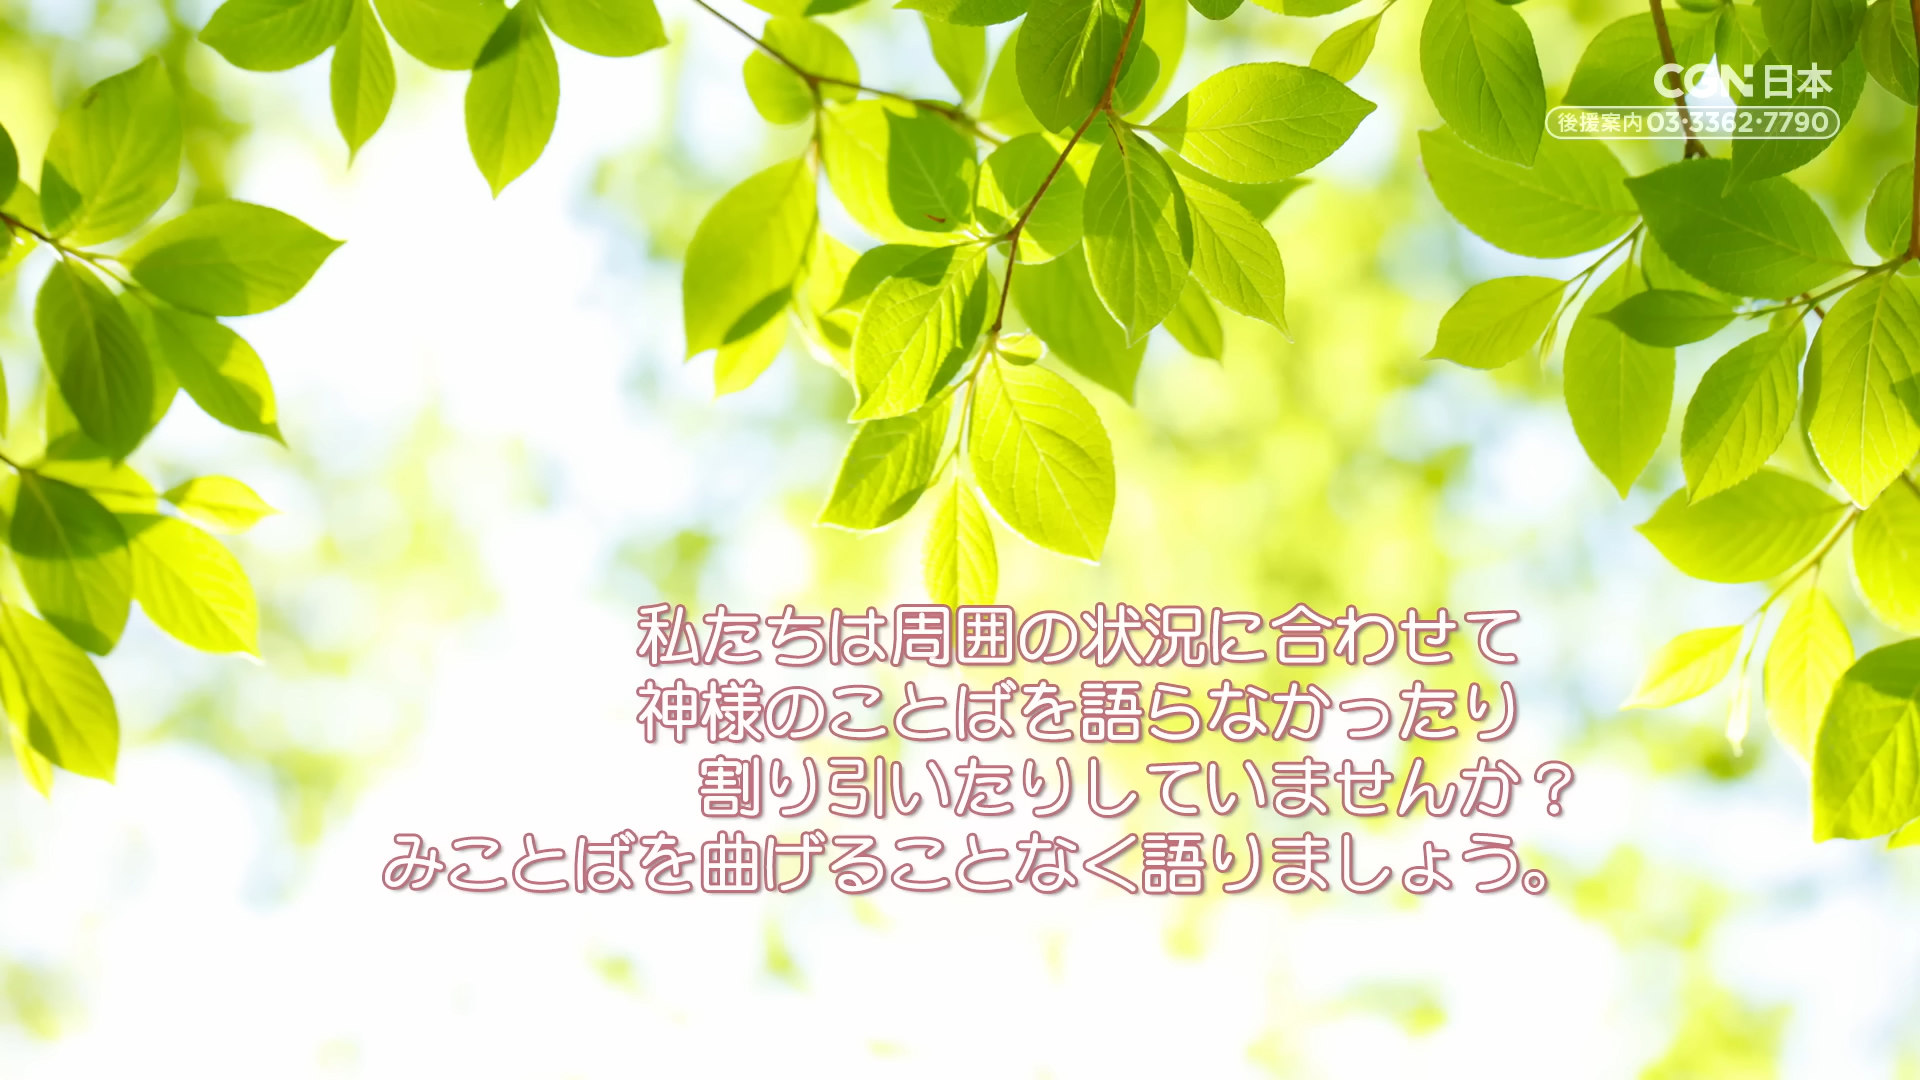 CGN日本
後援案内 03·3362·7790
私たちは周囲の状況に合わせて
神様のことばを語らなかったり
割り引いたりしていませんか？
みことばを曲げることなく語りましょう。